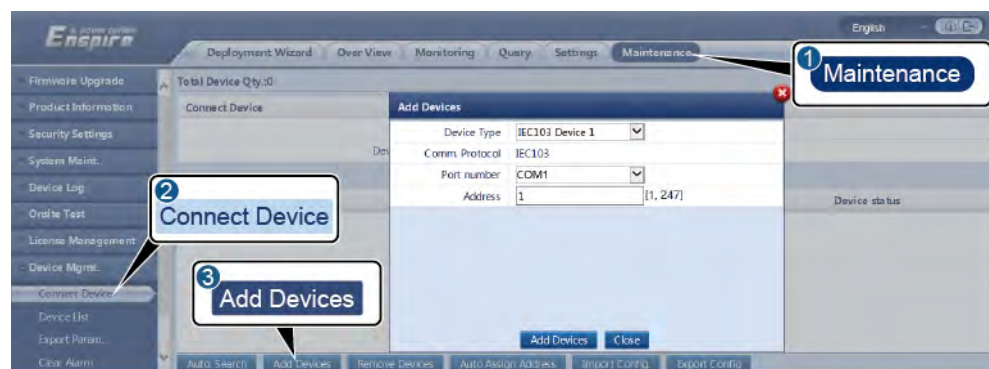 English
Enspire
Deployment Wizard Over View Monitoring Query Settings Maintenance
1 Maintenance
Firmware Upgrade
Total Device Qty.:0
Product Information
Connect Device
Add Devices
Security Settings
Device Type IEC103 Device 1
System Maint.
Dev
Comm. Protocol IEC103
Port number COM1
Device Log
Address 1 [1, 247]
Device status
2 Connect Device
Onsite Test
License Management
Device Mgmt.
3 Add Devices
Connect Device
Device List
Export Param.
Add Devices Close
Clear Alarm
Auto Search Add Devices Remove Devices Auto Assign Address Import Config Export Config